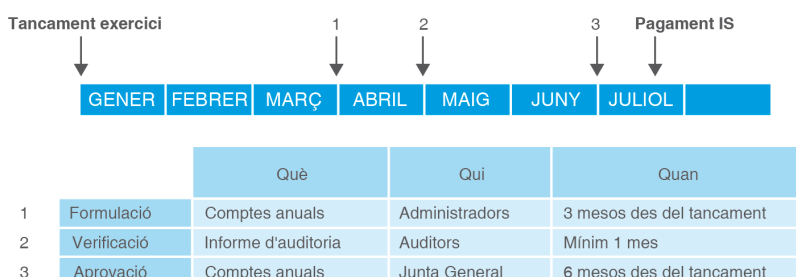 Tancament exercici 1 2 3 Pagament IS
GENER FEBRER MARÇ ABRIL MAIG JUNY JULIOL
Què Qui Quan
1 Formulació Comptes anuals Administradors 3 mesos des del tancament
2 Verificació Informe d'auditoria Auditors Mínim 1 mes
3 Aprovació Comptes anuals Junta General 6 mesos des del tancament